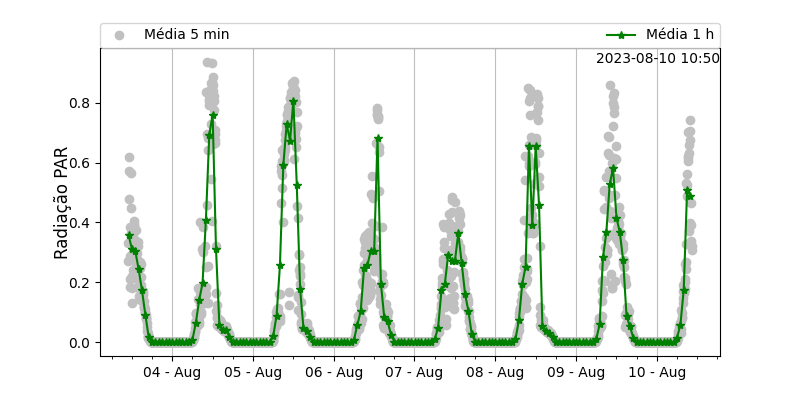 Média 5 min
Média 1 h
2023-08-10 10:50
Radiação PAR
0.8
0.6
0.4
0.2
0.0
04 - Aug
05 - Aug
06 - Aug
07 - Aug
08 - Aug
09 - Aug
10 - Aug